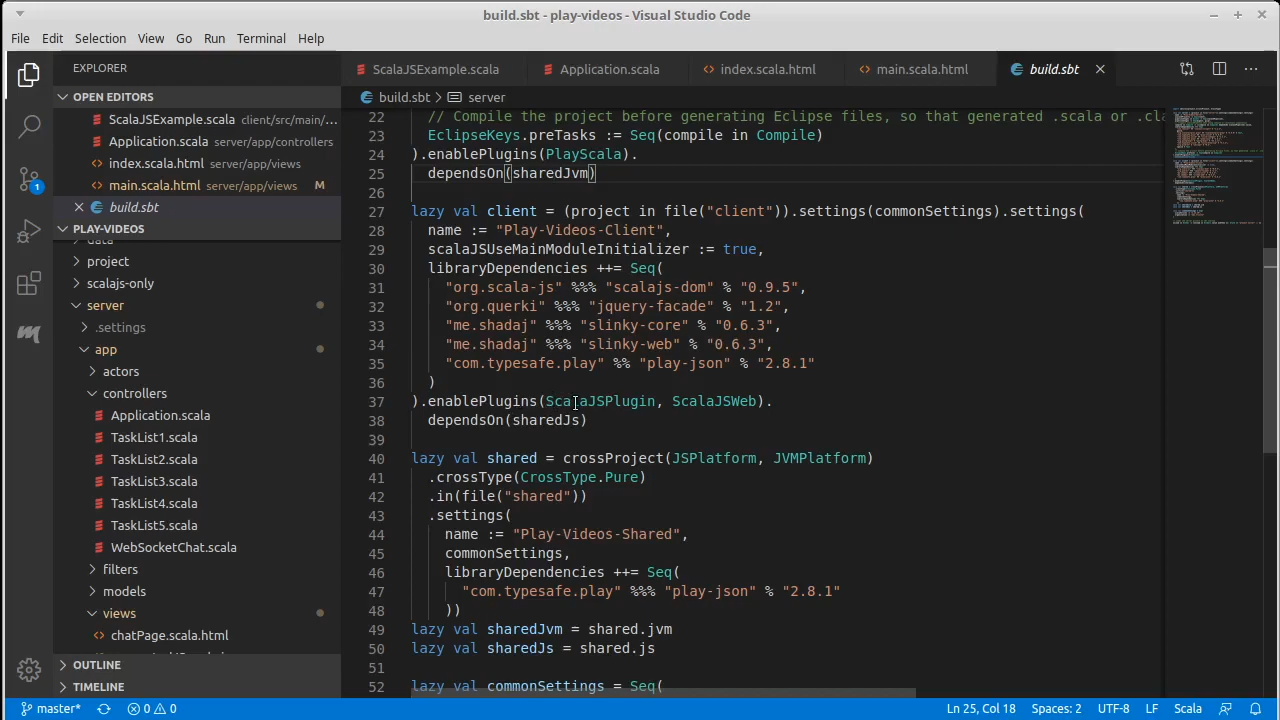 build.sbt - play-videos - Visual Studio Code
File Edit Selection View Go Run Terminal Help
EXPLORER
OPEN EDITORS
ScalaJSExample.scala client/src/main/...
Application.scala server/app/controllers
index.scala.html server/app/views
main.scala.html server/app/views M
build.sbt
1
PLAY-VIDEOS
project
scalajs-only
server
.settings
app
actors
controllers
Application.scala
TaskList1.scala
TaskList2.scala
TaskList3.scala
TaskList4.scala
TaskList5.scala
WebSocketChat.scala
filters
models
views
chatPage.scala.html
OUTLINE
TIMELINE
ScalaJSExample.scala Application.scala index.scala.html main.scala.html build.sbt
build.sbt > server
22 // Compile the project before generating Eclipse files, so that generated .scala or .cla
23 EclipseKeys.preTasks := Seq(compile in Compile)
24 ).enablePlugins(PlayScala).
25 dependsOn(sharedJvm)
26
27 lazy val client = (project in file("client")).settings(commonSettings).settings(
28 name := "Play-Videos-Client",
29 scalaJSUseMainModuleInitializer := true,
30 libraryDependencies ++= Seq(
31 "org.scala-js" %%% "scalajs-dom" % "0.9.5",
32 "org.querki" %%% "jquery-facade" % "1.2",
33 "me.shadaj" %%% "slinky-core" % "0.6.3",
34 "me.shadaj" %%% "slinky-web" % "0.6.3",
35 "com.typesafe.play" %% "play-json" % "2.8.1"
36 )
37 ).enablePlugins(ScalaJSPlugin, ScalaJSWeb).
38 dependsOn(sharedJs)
39
40 lazy val shared = crossProject(JSPlatform, JVMPlatform)
41 .crossType(CrossType.Pure)
42 .in(file("shared"))
43 .settings(
44 name := "Play-Videos-Shared",
45 commonSettings,
46 libraryDependencies ++= Seq(
47 "com.typesafe.play" %%% "play-json" % "2.8.1"
48 ))
49 lazy val sharedJvm = shared.jvm
50 lazy val sharedJs = shared.js
51
52 lazy val commonSettings = Seq(
master* 0 0 Ln 25, Col 18 Spaces: 2 UTF-8 LF Scala